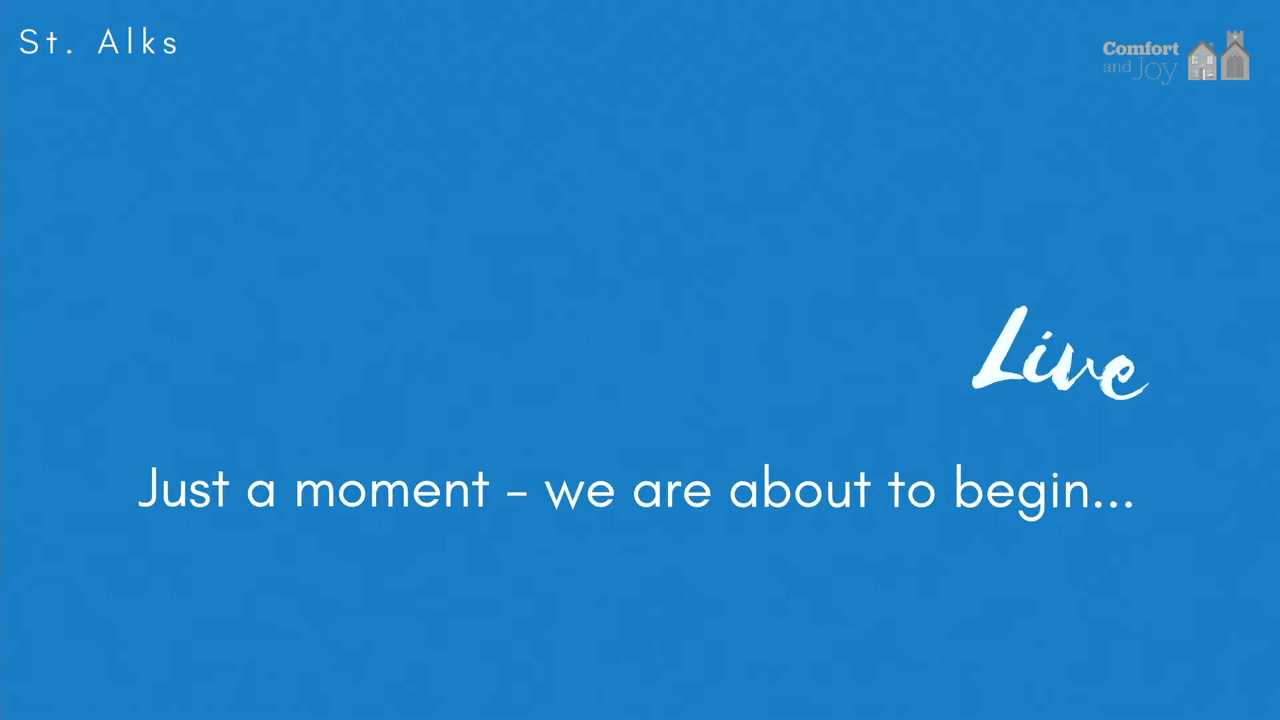 St. Alks
Comfort
and Joy
Live
Just a moment – we are about to begin...